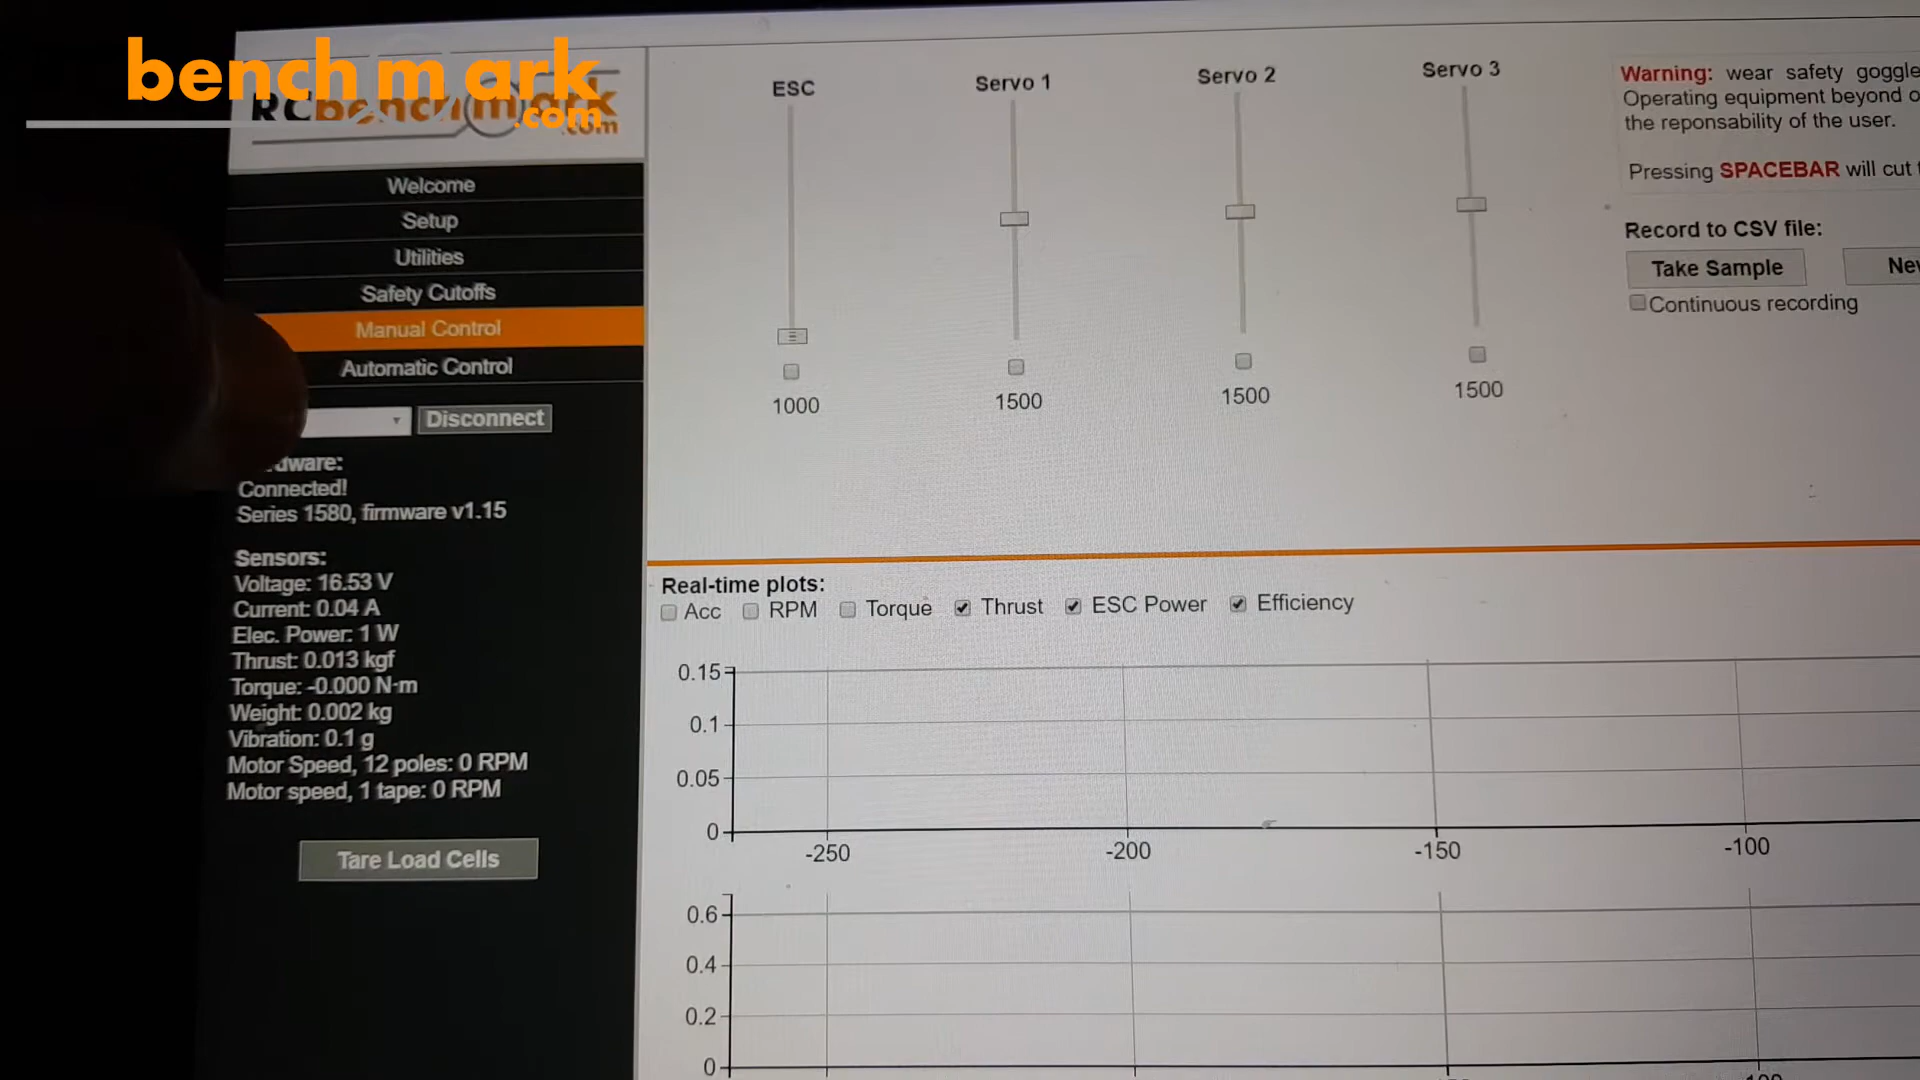 benchmark
.com
RCbenchmark
.com
Welcome
Setup
Utilities
Safety Cutoffs
Manual Control
Automatic Control
Disconnect
dware:
Connected!
Series 1580, firmware v1.15
Sensors:
Voltage: 16.53 V
Current: 0.04 A
Elec. Power: 1 W
Thrust: 0.013 kgf
Torque: -0.000 N·m
Weight: 0.002 kg
Vibration: 0.1 g
Motor Speed, 12 poles: 0 RPM
Motor speed, 1 tape: 0 RPM
Tare Load Cells
ESC Servo 1 Servo 2 Servo 3
1000 1500 1500 1500
Warning: wear safety goggle
Operating equipment beyond o
the reponsability of the user.
Pressing SPACEBAR will cut t
Record to CSV file:
Take Sample Nev
Continuous recording
Real-time plots:
Acc RPM Torque Thrust ESC Power Efficiency
0.15
0.1
0.05
0
-250 -200 -150 -100
0.6
0.4
0.2
0